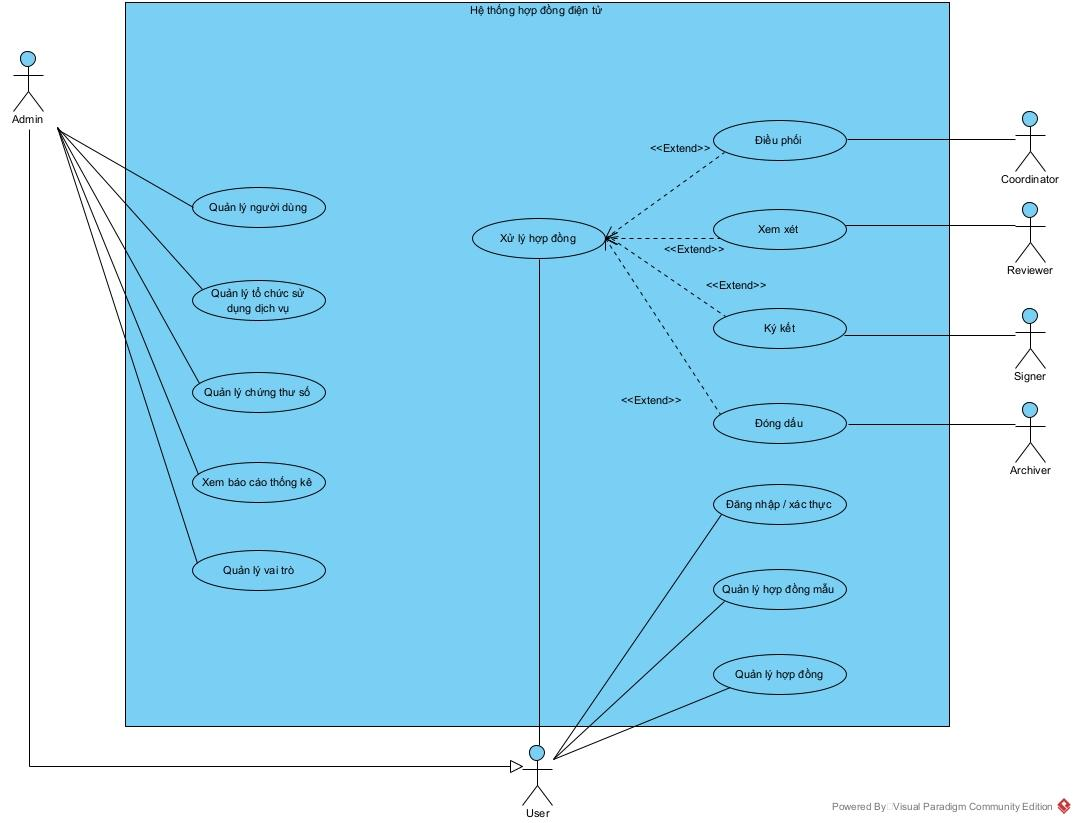 Hệ thống hợp đồng điện tử
Admin
Quản lý người dùng
Quản lý tổ chức sử
dụng dịch vụ
Quản lý chứng thư số
Xem báo cáo thống kê
Quản lý vai trò
Xử lý hợp đồng
<<Extend>>
<<Extend>>
<<Extend>>
<<Extend>>
Điều phối
Xem xét
Ký kết
Đóng dấu
Đăng nhập / xác thực
Quản lý hợp đồng mẫu
Quản lý hợp đồng
Coordinator
Reviewer
Signer
Archiver
User
Powered By Visual Paradigm Community Edition